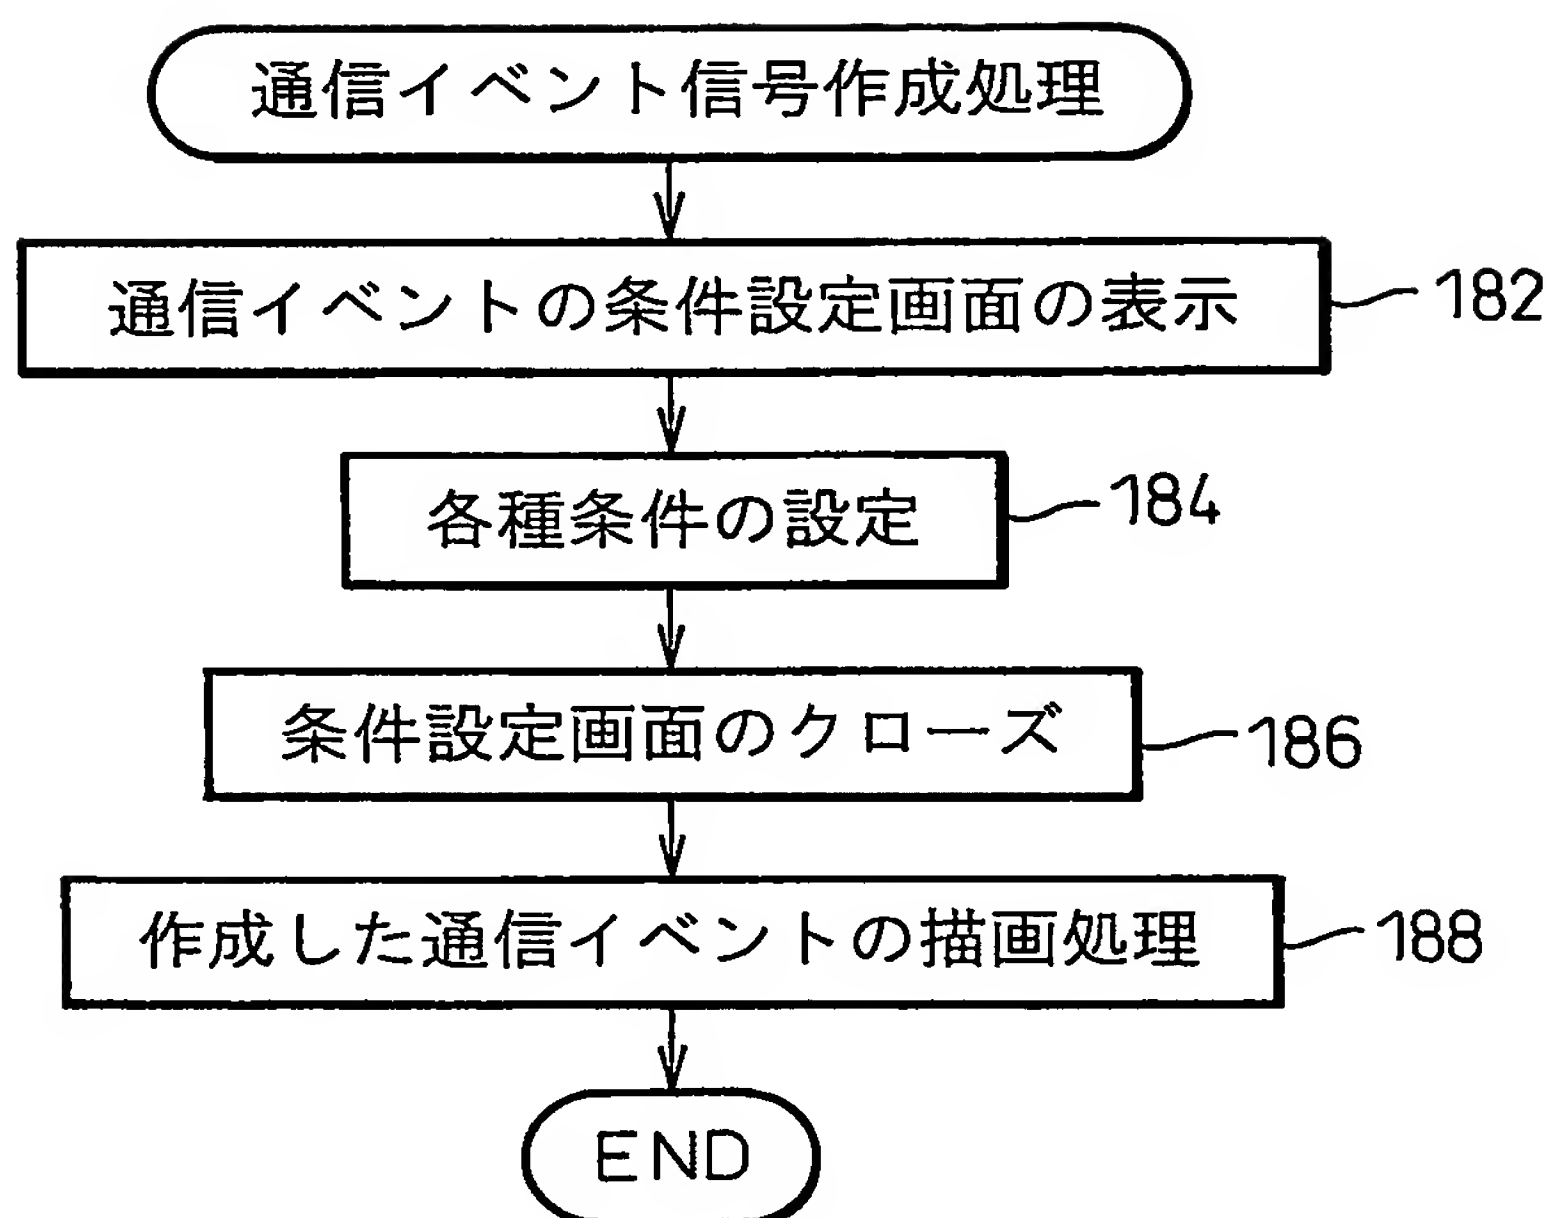 通信イベント信号作成処理
通信イベントの条件設定画面の表示
182
各種条件の設定
184
条件設定画面のクローズ
186
作成した通信イベントの描画処理
188
END